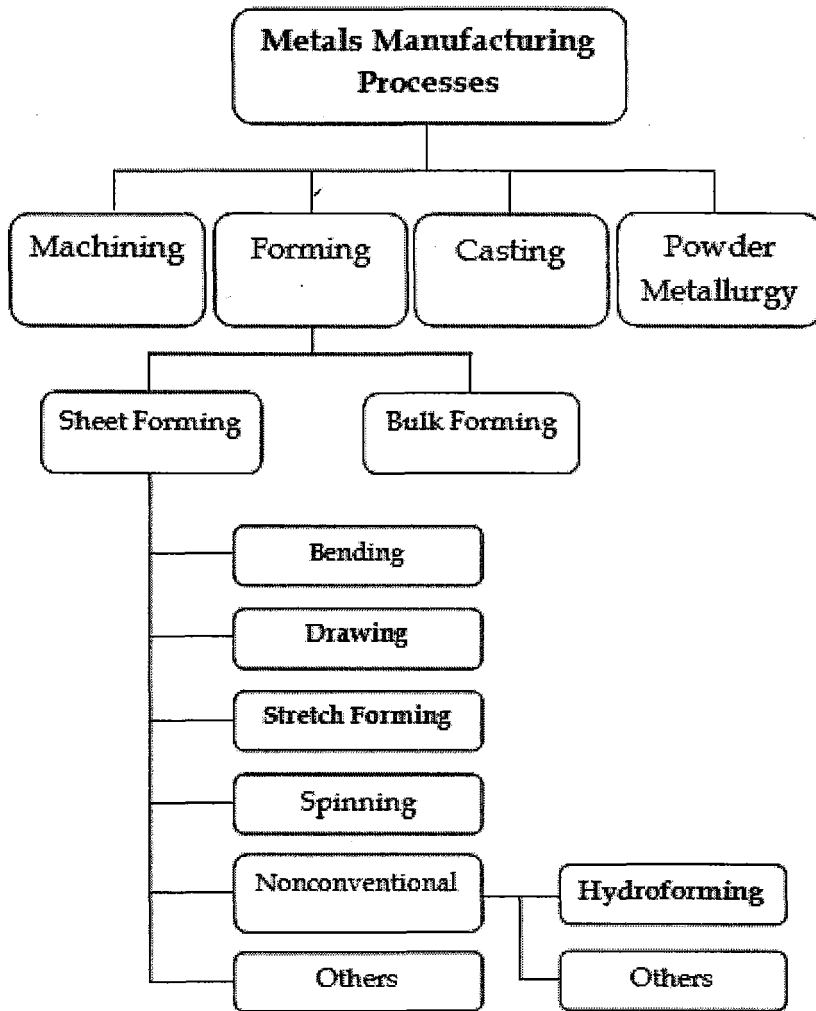 Metals Manufacturing
Processes
Machining
Forming
Casting
Powder
Metallurgy
Sheet Forming
Bulk Forming
Bending
Drawing
Stretch Forming
Spinning
Nonconventional
Hydroforming
Others
Others